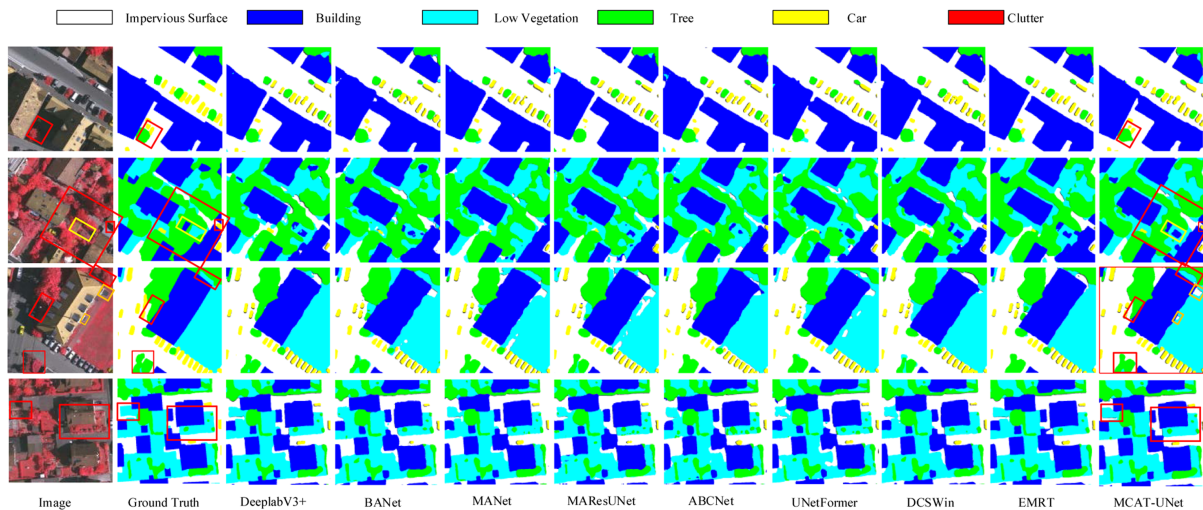 Impervious Surface Building Low Vegetation Tree Car Clutter
Image Ground Truth DeeplabV3+ BANet MANet MAResUNet ABCNet UNetFormer DCSWin EMRT MCAT-UNet